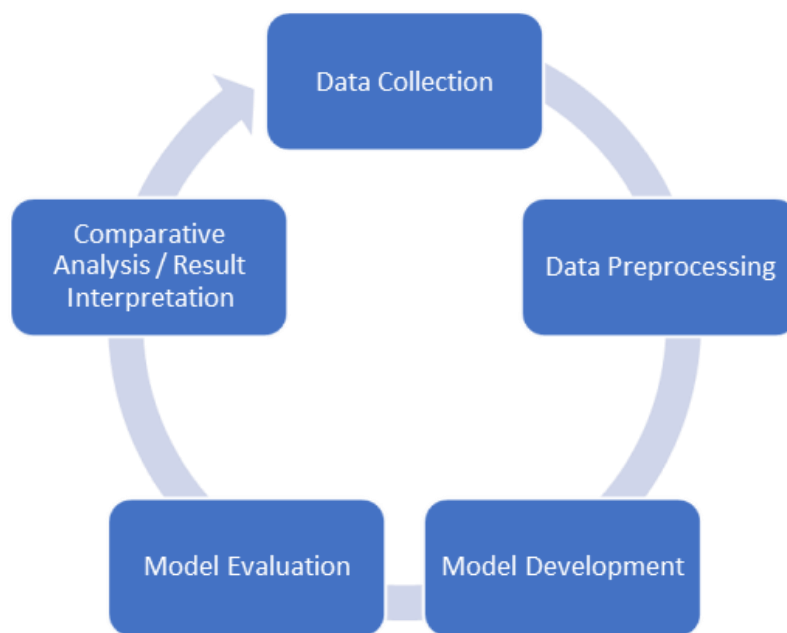 Data Collection
Data Preprocessing
Model Development
Model Evaluation
Comparative
Analysis / Result
Interpretation